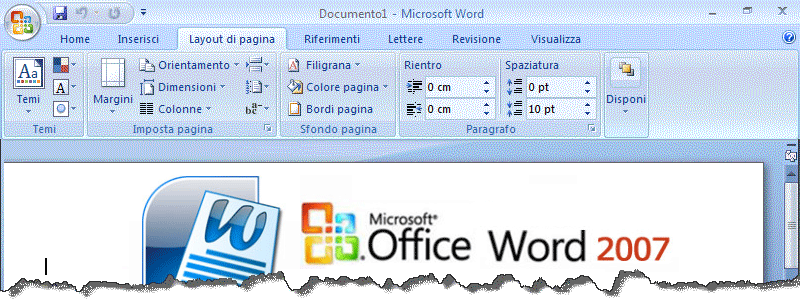 Documento1 - Microsoft Word
Home Inserisci Layout di pagina Riferimenti Lettere Revisione Visualizza
Aa Orientamento Filigrana Rientro Spaziatura
A Dimensioni Colore pagina 0 cm 0 pt
Temi Margini Colonne Bordi pagina 0 cm 10 pt Disponi
Temi Imposta pagina Sfondo pagina Paragrafo
W Microsoft®
Office Word 2007